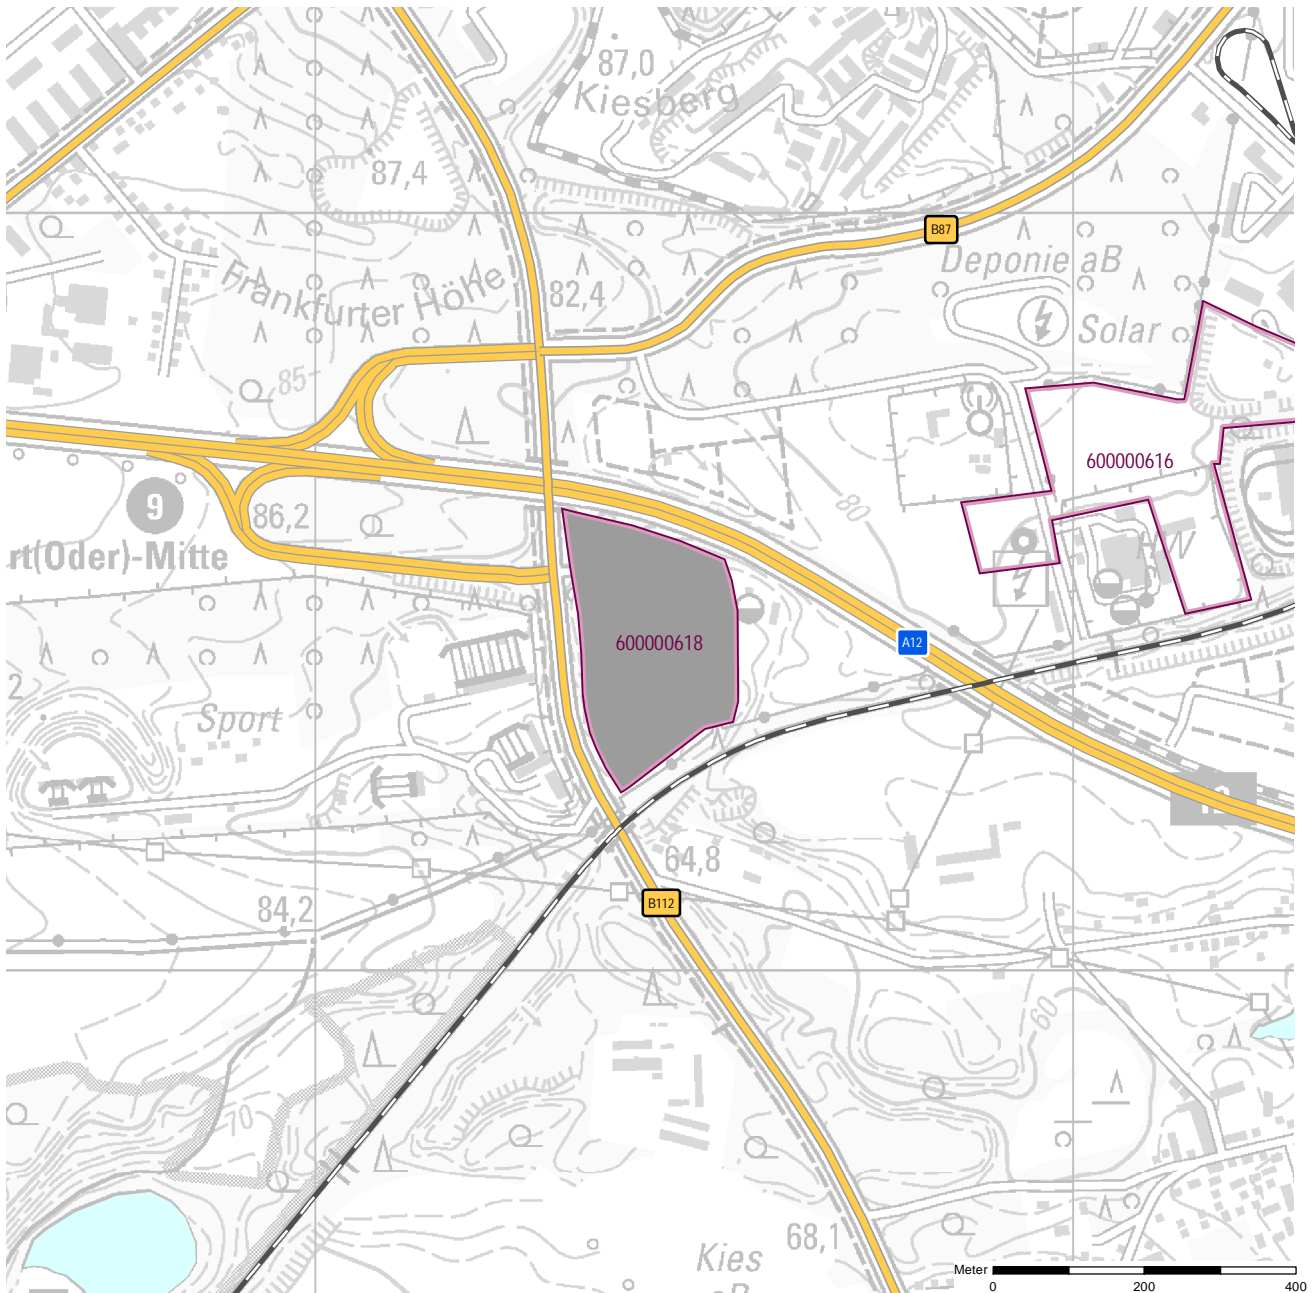 87,0
Kiesberg
87,4
B87
Deponie aB
Frankfurter Höhe
82,4
Solar
85
600000616
80
9
86,2
HW
rt(Oder)-Mitte
600000618
A12
2
Sport
64,8
84,2
B112
60
70
68,1
Kies
aB
Meter
0
200
400